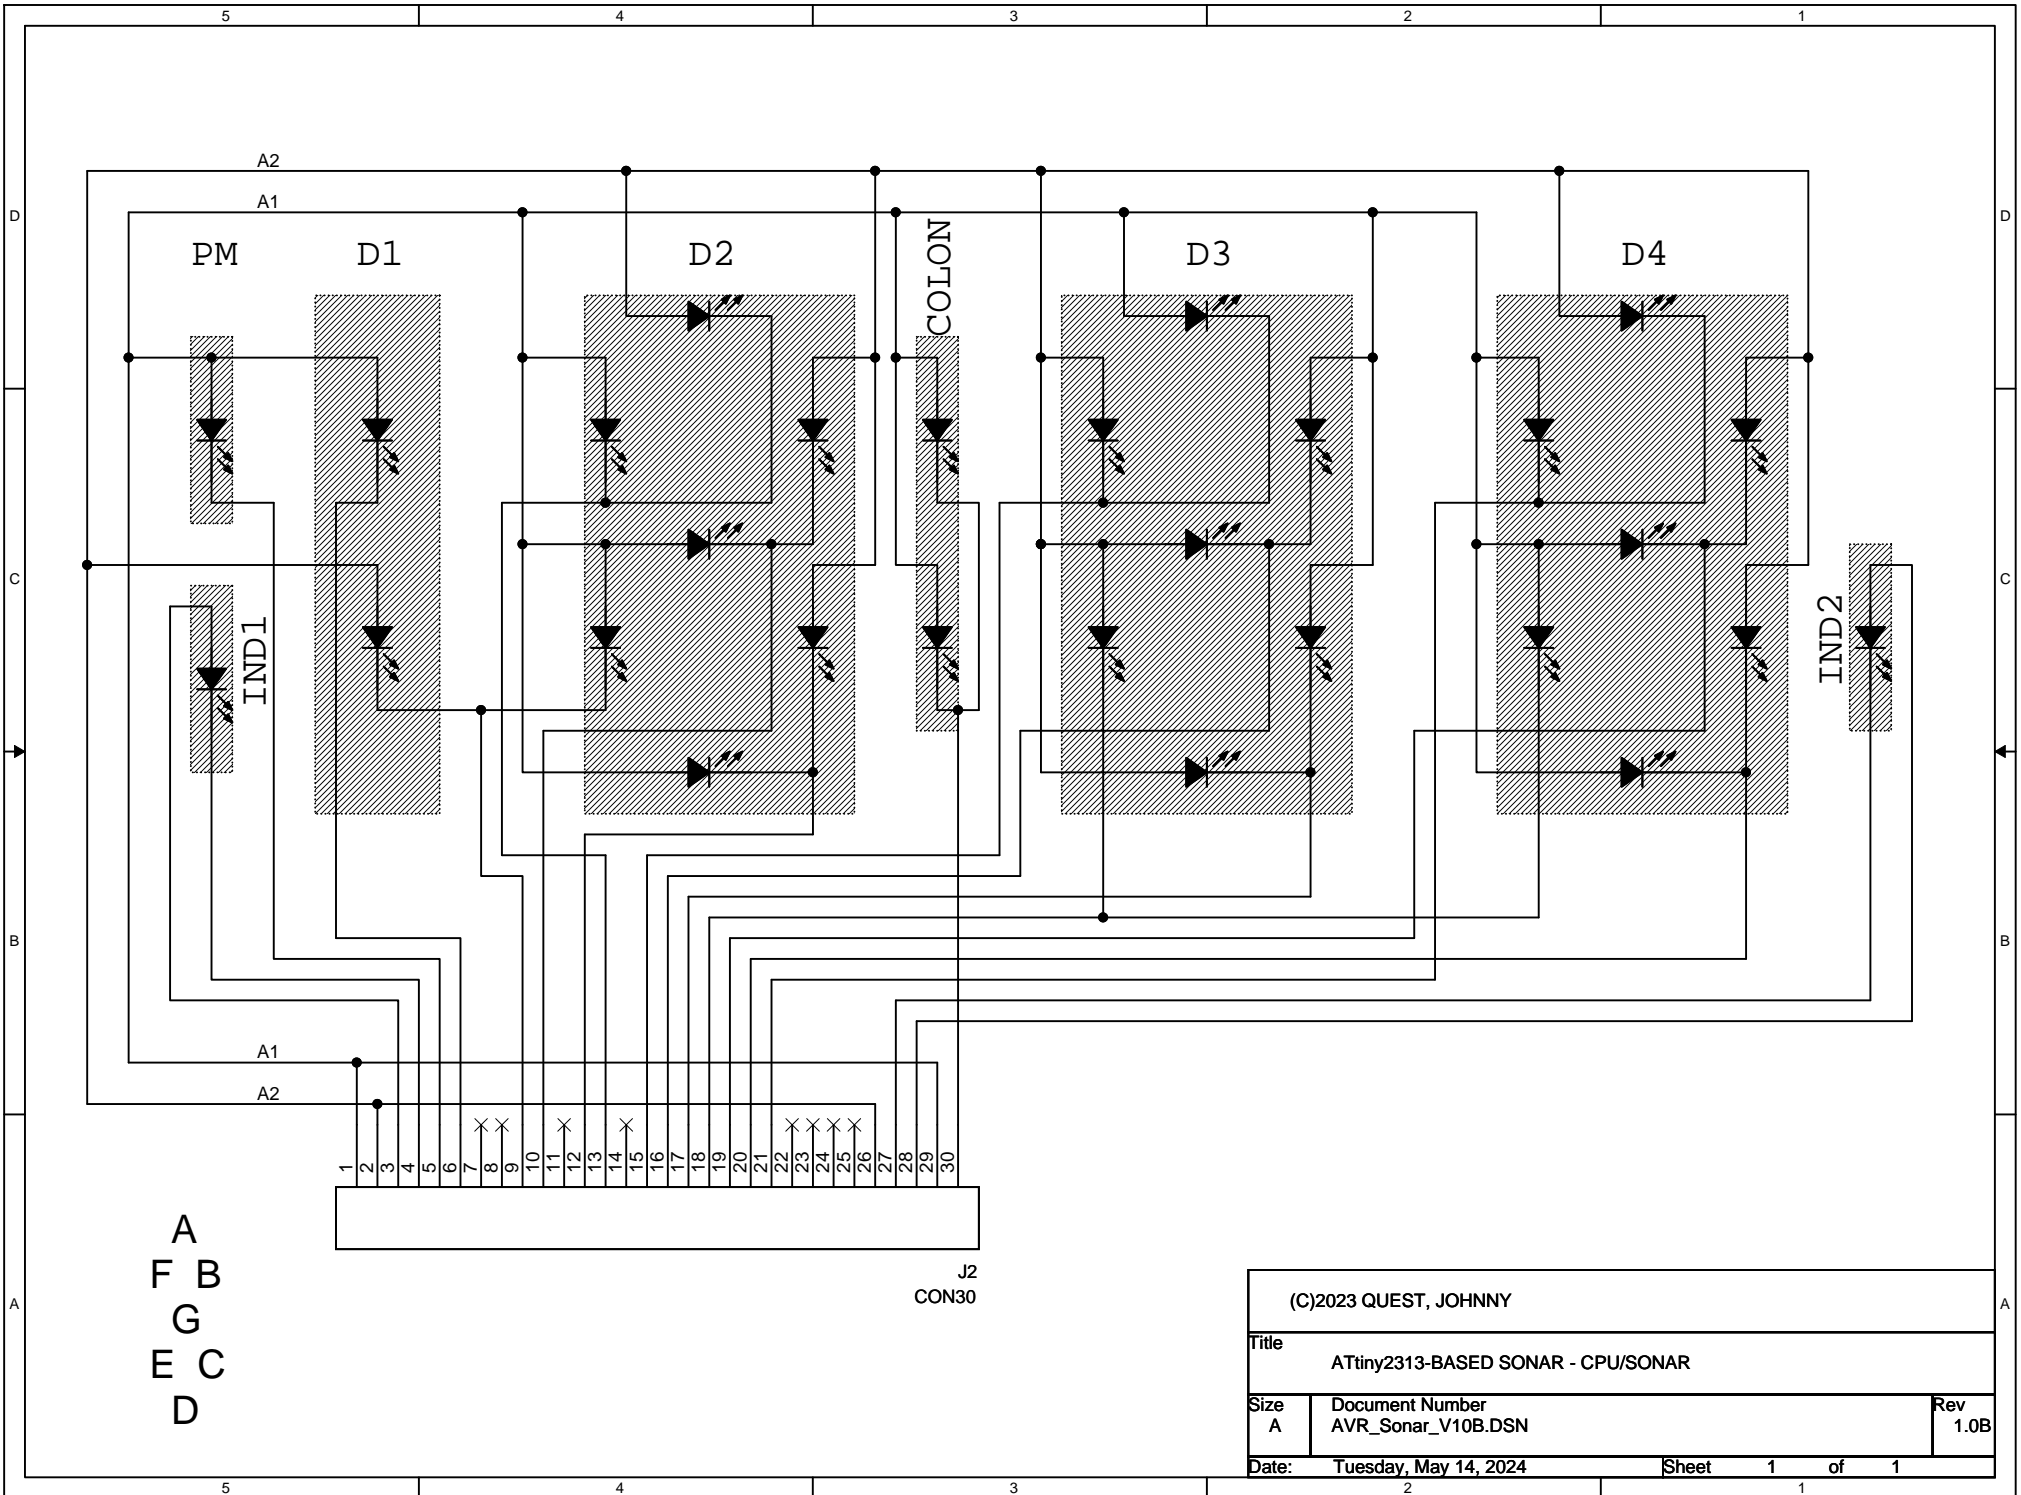 5 4 3 2 1
A2
A1
D D
PM D1 D2 COLON D3 D4
C C
IND1 IND2
B B
A1
A2
1 2 3 4 5 6 7 8 9 10 11 12 13 14 15 16 17 18 19 20 21 22 23 24 25 26 27 28 29 30
A
F B
G
E C
D
J2
CON30
A A
(C)2023 QUEST, JOHNNY
Title
ATtiny2313-BASED SONAR - CPU/SONAR
Size Document Number Rev
A AVR_Sonar_V10B.DSN 1.0B
Date: Tuesday, May 14, 2024 Sheet 1 of 1
5 4 3 2 1